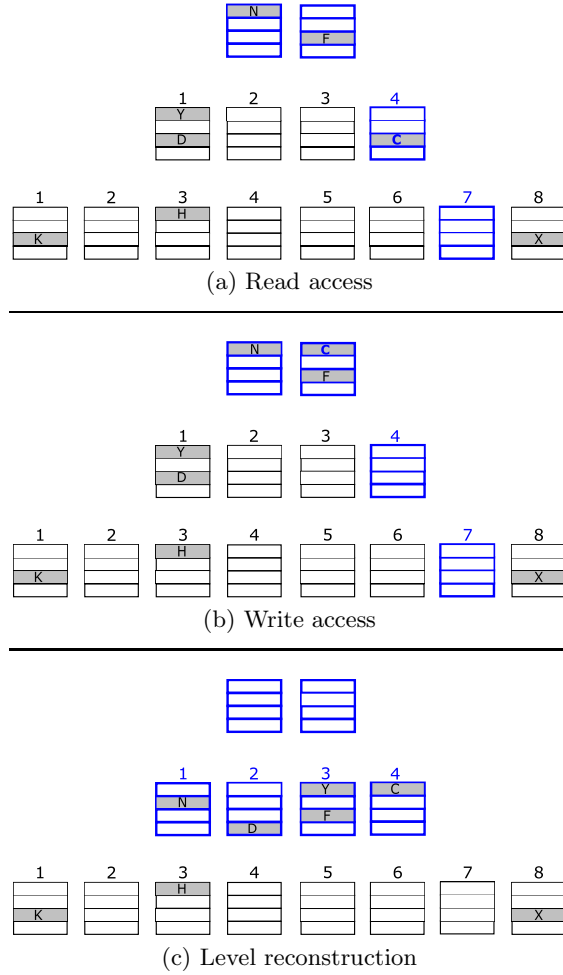 N
F
1 2 3 4
Y
D C
1 2 3 4 5 6 7 8
H
K X
(a) Read access
N C
F
1 2 3 4
Y
D
1 2 3 4 5 6 7 8
H
K X
(b) Write access
1 2 3 4
Y C
N
F
D
1 2 3 4 5 6 7 8
H
K X
(c) Level reconstruction